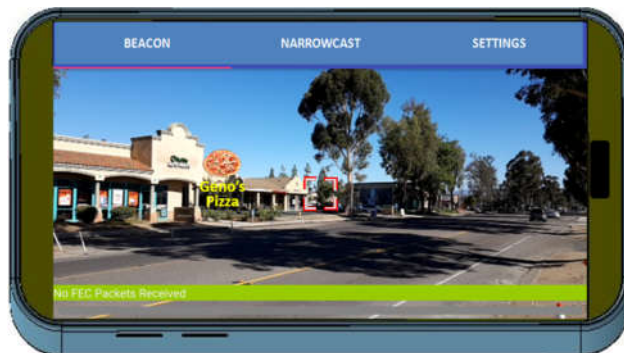 BEACON
NARROWCAST
SETTINGS
Geno's
Pizza
No FEC Packets Received